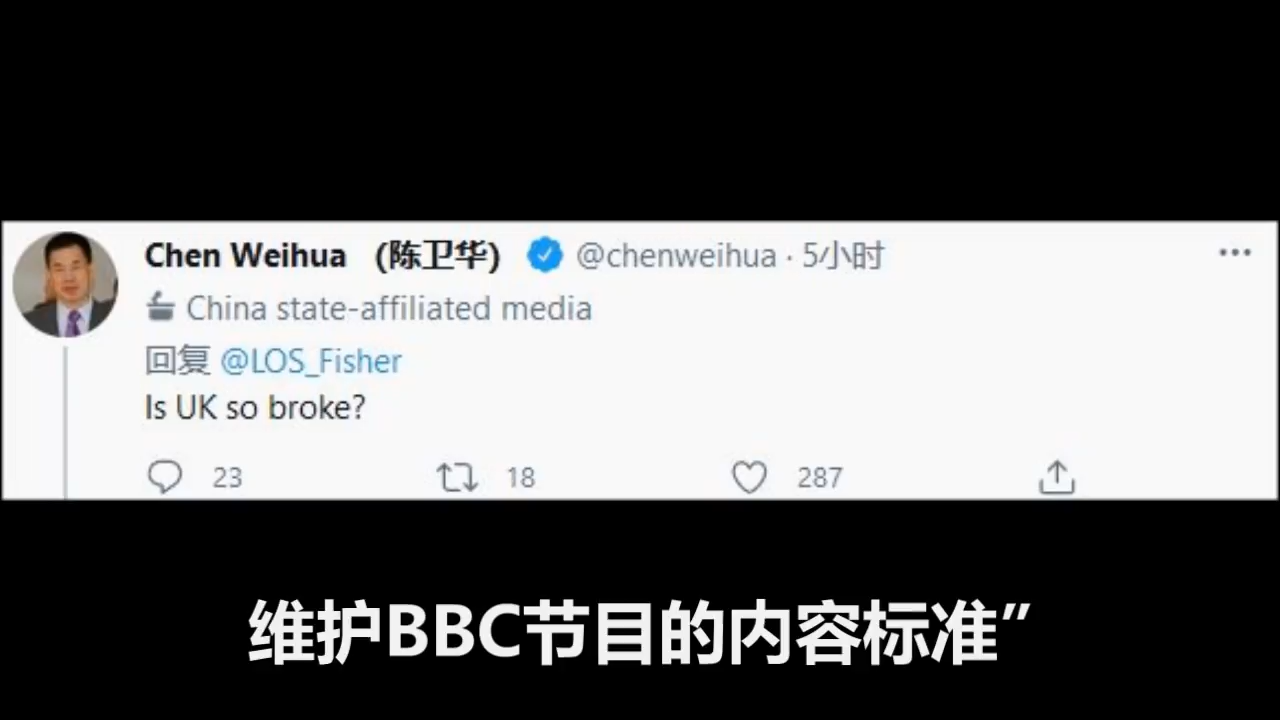 Chen Weihua （陈卫华） @chenweihua · 5小时
China state-affiliated media
回复 @LOS_Fisher
Is UK so broke?
23 18 287
维护BBC节目的内容标准”